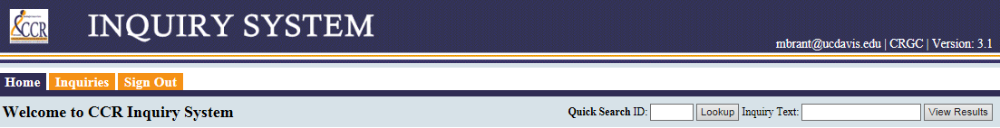 CCR
INQUIRY SYSTEM
mbrant@ucdavis.edu | CRGC | Version: 3.1
Home Inquiries Sign Out
Welcome to CCR Inquiry System Quick Search ID: Lookup Inquiry Text: View Results